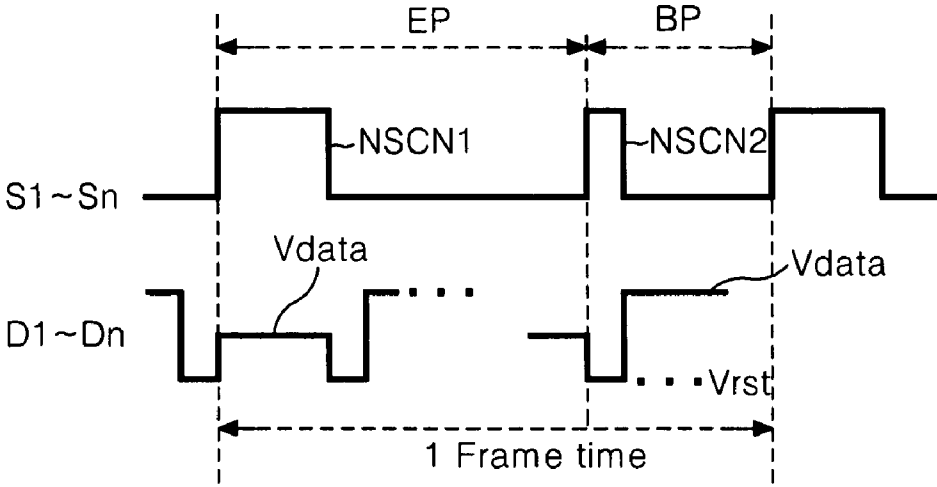 EP
BP
NSCN1
NSCN2
S1~Sn
Vdata
Vdata
D1~Dn
Vrst
1 Frame time